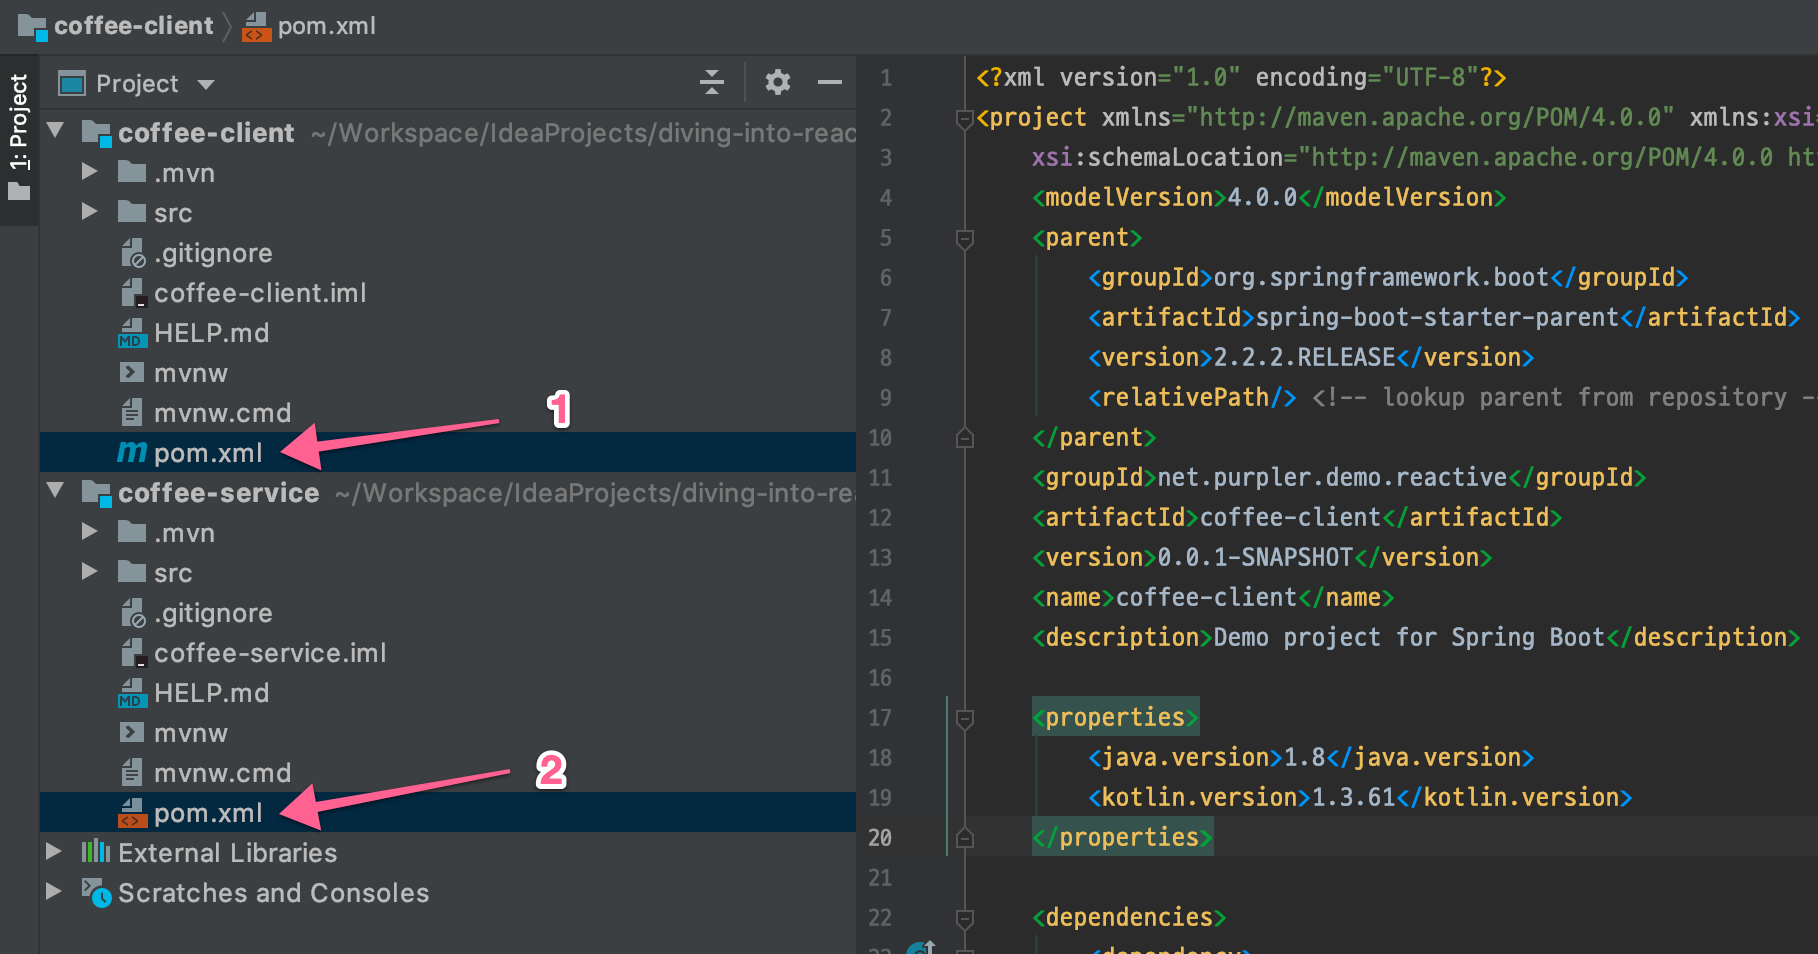 coffee-client pom.xml
1: Project
Project
coffee-client ~/Workspace/IdeaProjects/diving-into-reac
.mvn
src
.gitignore
coffee-client.iml
MD HELP.md
mvnw
mvnw.cmd
m pom.xml
1
coffee-service ~/Workspace/IdeaProjects/diving-into-re
.mvn
src
.gitignore
coffee-service.iml
MD HELP.md
mvnw
mvnw.cmd
pom.xml
2
External Libraries
Scratches and Consoles
1 <?xml version="1.0" encoding="UTF-8"?>
2 <project xmlns="http://maven.apache.org/POM/4.0.0" xmlns:xsi=
3 xsi:schemaLocation="http://maven.apache.org/POM/4.0.0 ht
4 <modelVersion>4.0.0</modelVersion>
5 <parent>
6 <groupId>org.springframework.boot</groupId>
7 <artifactId>spring-boot-starter-parent</artifactId>
8 <version>2.2.2.RELEASE</version>
9 <relativePath/> <!-- lookup parent from repository -
10 </parent>
11 <groupId>net.purpler.demo.reactive</groupId>
12 <artifactId>coffee-client</artifactId>
13 <version>0.0.1-SNAPSHOT</version>
14 <name>coffee-client</name>
15 <description>Demo project for Spring Boot</description>
16
17 <properties>
18 <java.version>1.8</java.version>
19 <kotlin.version>1.3.61</kotlin.version>
20 </properties>
21
22 <dependencies>
23 <dependency>